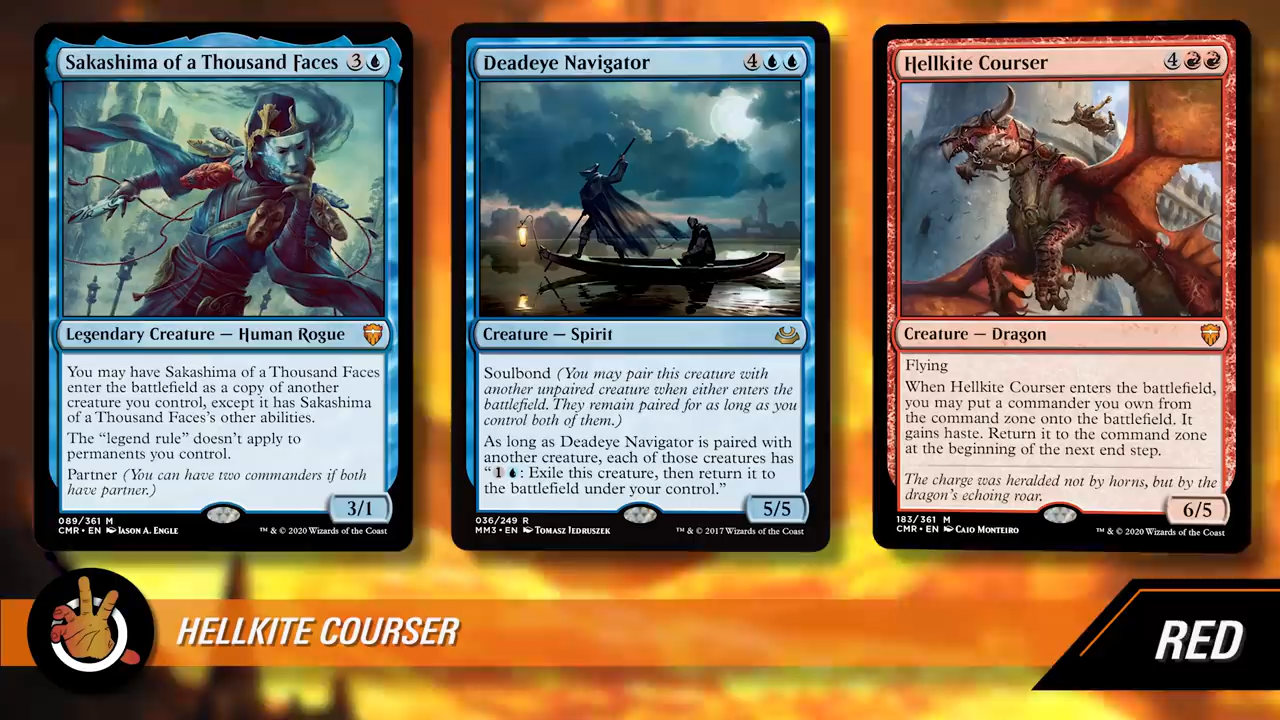 Sakashima of a Thousand Faces 3
Legendary Creature — Human Rogue
You may have Sakashima of a Thousand Faces
enter the battlefield as a copy of another
creature you control, except it has Sakashima
of a Thousand Faces's other abilities.
The “legend rule” doesn't apply to
permanents you control.
Partner (You can have two commanders if both
have partner.)
3/1
089/361 M
CMR • EN Jason A. Engle
™ & © 2020 Wizards of the Coast
Deadeye Navigator 4
Creature — Spirit
Soulbond (You may pair this creature with
another unpaired creature when either enters the
battlefield. They remain paired for as long as you
control both of them.)
As long as Deadeye Navigator is paired with
another creature, each of those creatures has
“1 : Exile this creature, then return it to
the battlefield under your control.”
5/5
036/249 R
MM3 • EN Tomasz Jedruszek
™ & © 2017 Wizards of the Coast
Hellkite Courser 4
Creature — Dragon
Flying
When Hellkite Courser enters the battlefield,
you may put a commander you own from
the command zone onto the battlefield. It
gains haste. Return it to the command zone
at the beginning of the next end step.
The charge was heralded not by horns, but by the
dragon's echoing roar.
6/5
183/361 M
CMR • EN Caio Monteiro
™ & © 2020 Wizards of the Coast
HELLKITE COURSER
RED